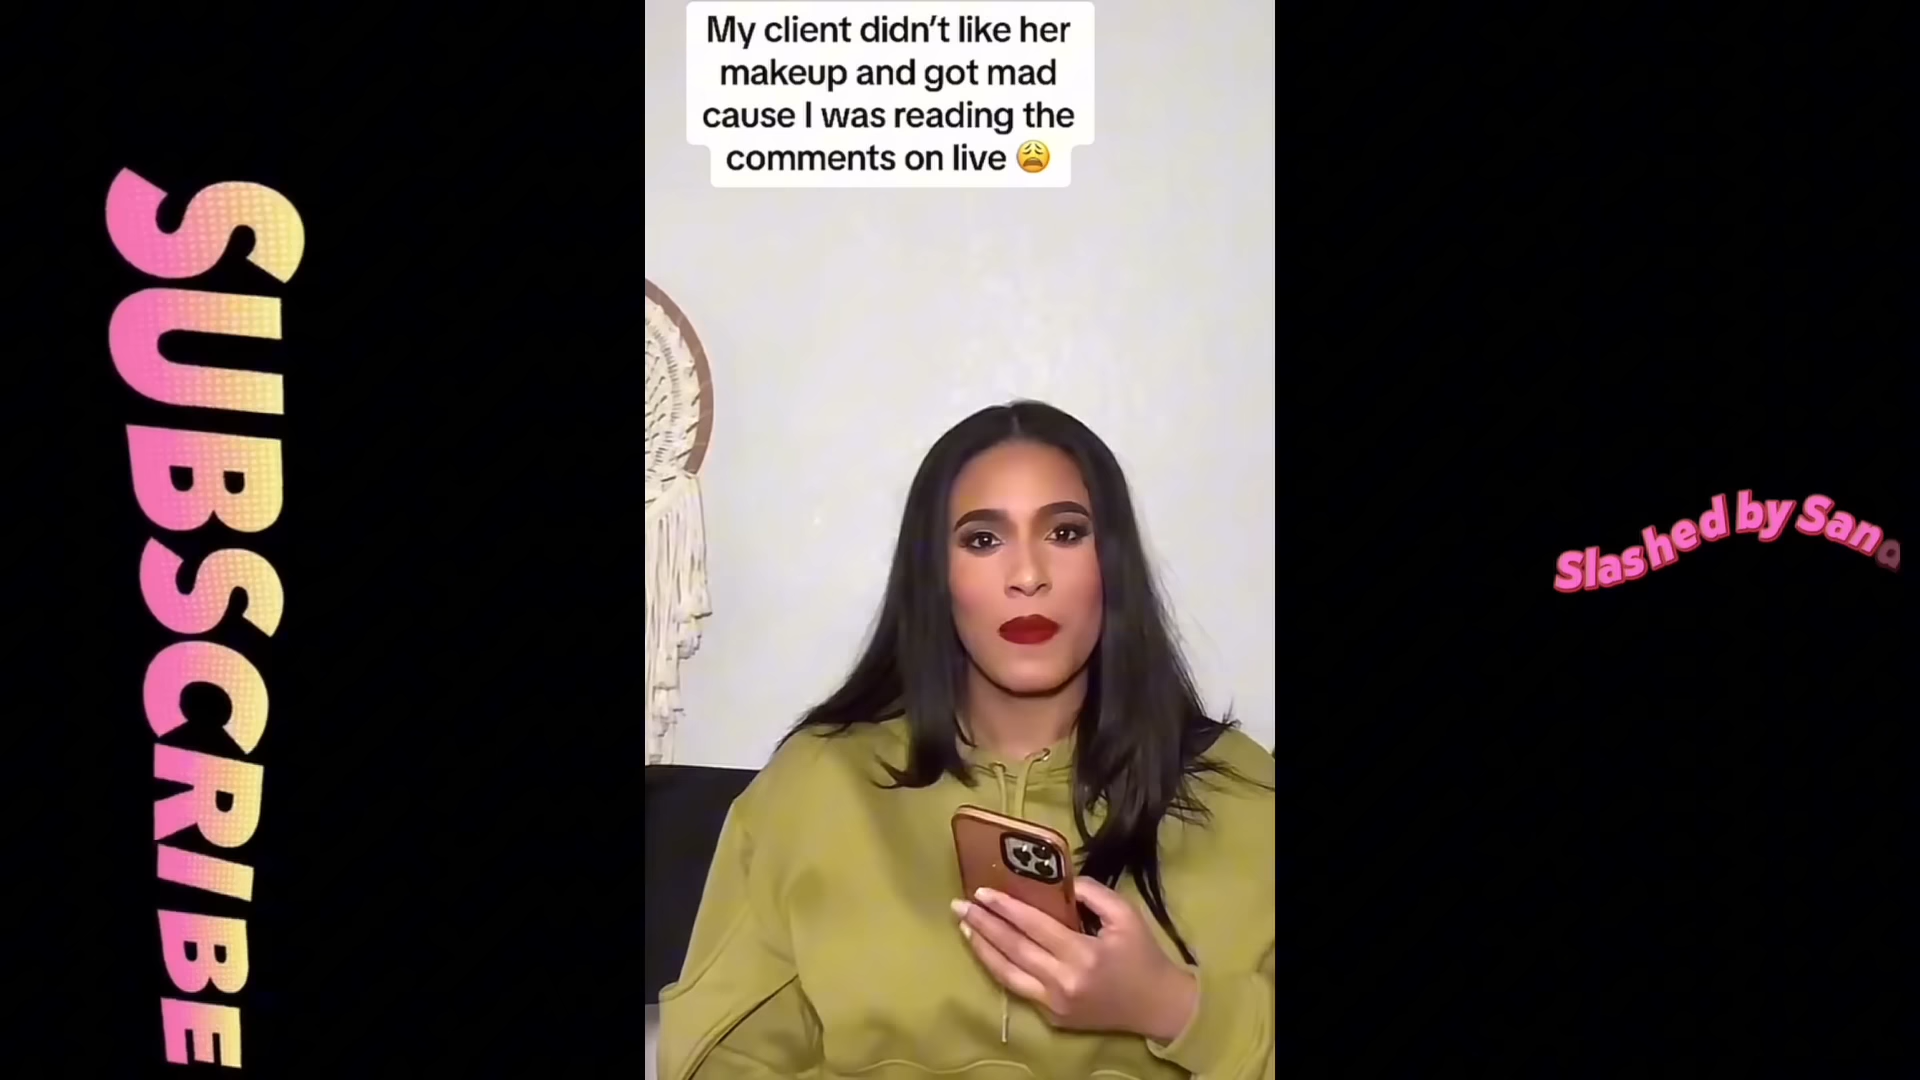 My client didn’t like her
makeup and got mad
cause I was reading the
comments on live 😩
SUBSCRIBE
Slashed by Sana